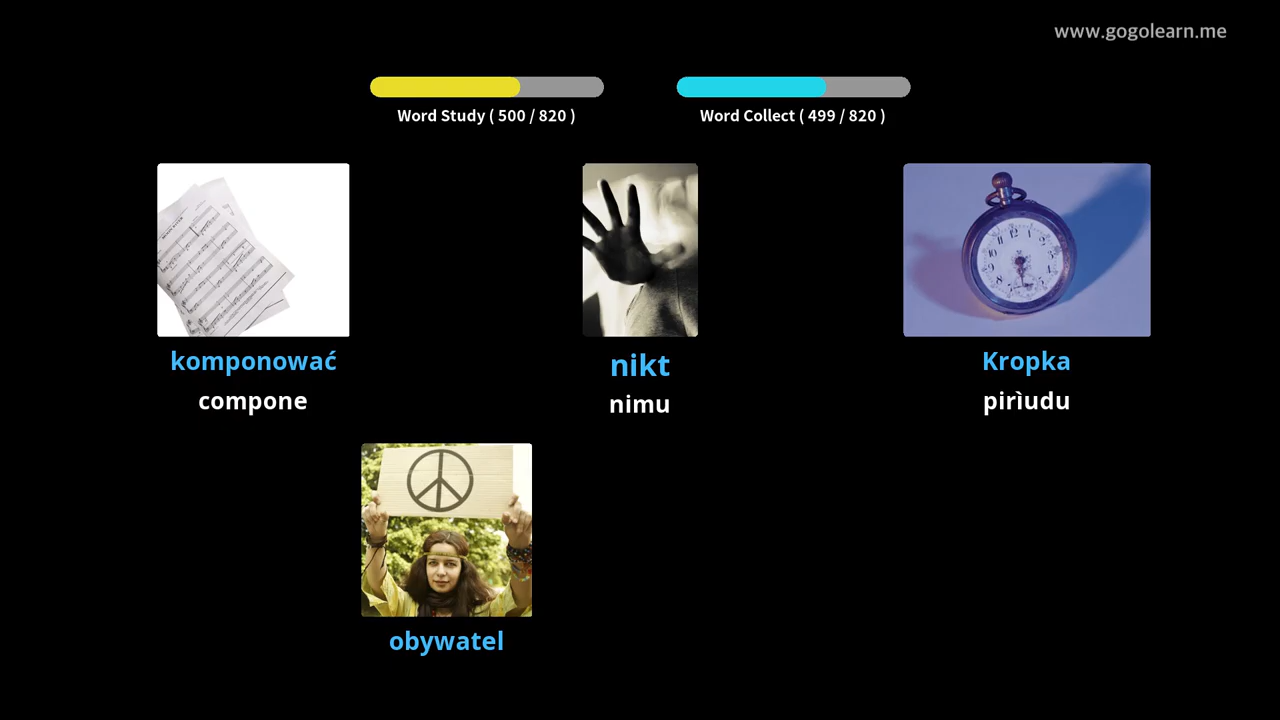 www.gogolearn.me
Word Study ( 500 / 820 )
Word Collect ( 499 / 820 )
komponować
compone
nikt
nimu
Kropka
pirìudu
obywatel